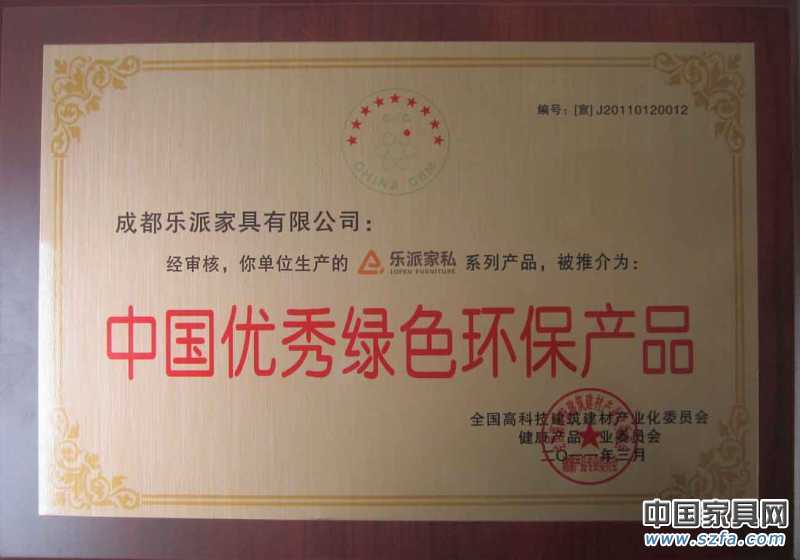 编号：[宣] J20110120012
CHINA GBM
成都乐派家具有限公司：
经审核，你单位生产的 乐派家私 系列产品，被推介为：
LOPEN FURNITURE
中国优秀绿色环保产品
全国高科技建筑建材产业化委员会
健康产品专业委员会
二〇一一年三月
中国家具网
www.szfa.com